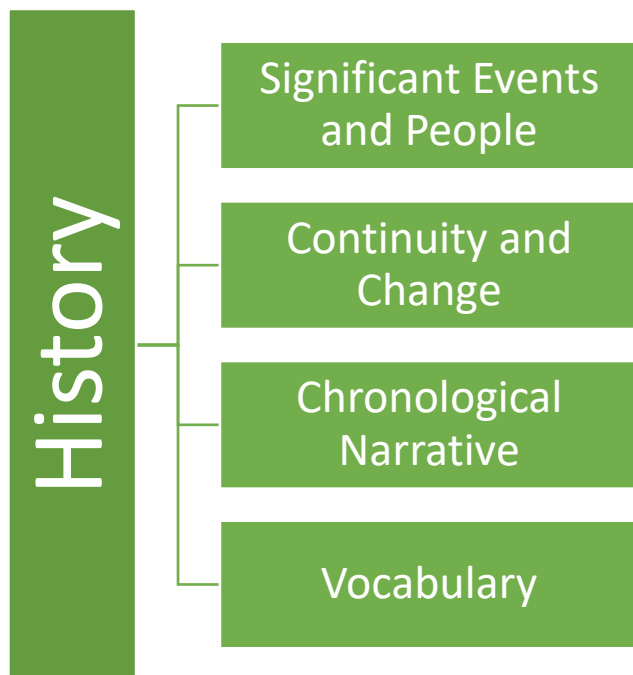 History
Significant Events
and People
Continuity and
Change
Chronological
Narrative
Vocabulary